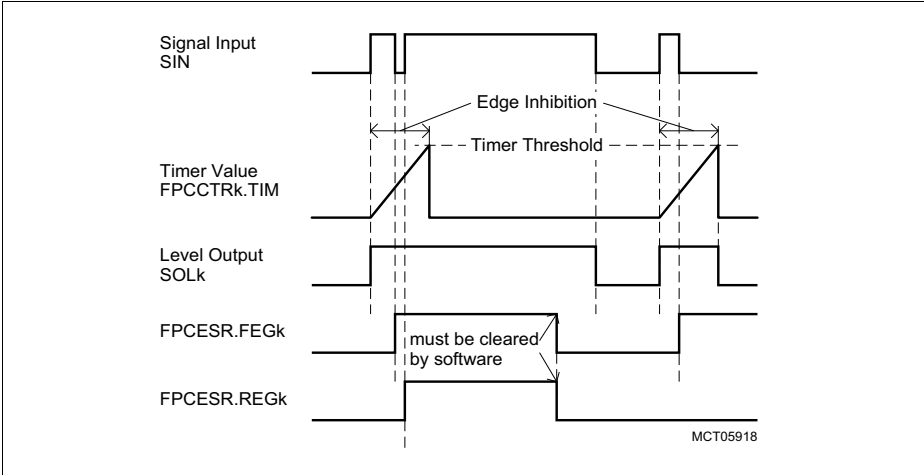 Signal Input
SIN
Edge Inhibition
Timer Threshold
Timer Value
FPCCTRk.TIM
Level Output
SOLk
FPCESR.FEGk
must be cleared
by software
FPCESR.REGk
MCT05918